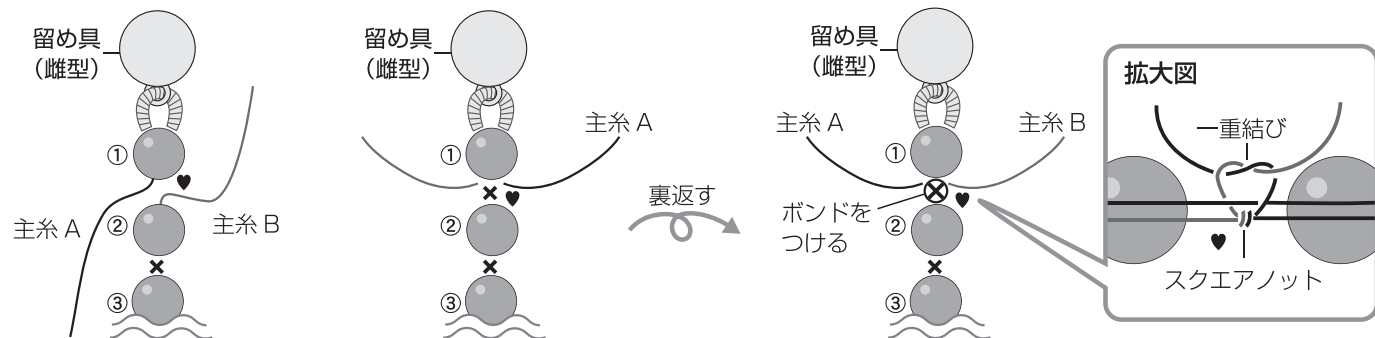 留め具
(雌型)
①
主糸 A
主糸 B
②
③
留め具
(雌型)
①
主糸 A
②
③
裏返す
留め具
(雌型)
主糸 A
主糸 B
①
ボンドを
つける
②
③
拡大図
一重結び
スクエアノット